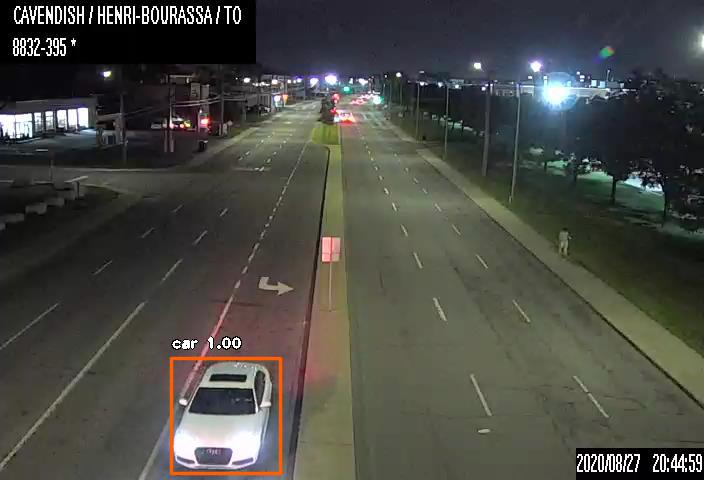 CAVENDISH / HENRI-BOURASSA / TO
8832-395 *
car 1.00
2020/08/27 20:44:59